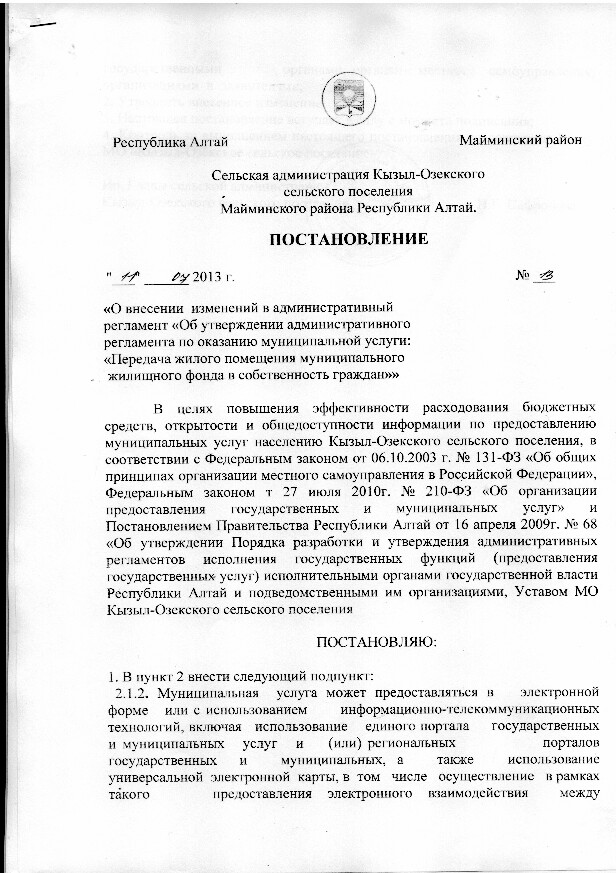 Республика Алтай Майминский район
Сельская администрация Кызыл-Озекского
сельского поселения
Майминского района Республики Алтай.
ПОСТАНОВЛЕНИЕ
" 11" 04 2013 г. № 13
«О внесении изменений в административный
регламент «Об утверждении административного
регламента по оказанию муниципальной услуги:
«Передача жилого помещения муниципального
жилищного фонда в собственность граждан»»
В целях повышения эффективности расходования бюджетных
средств, открытости и общедоступности информации по предоставлению
муниципальных услуг населению Кызыл-Озекского сельского поселения, в
соответствии с Федеральным законом от 06.10.2003 г. № 131-ФЗ «Об общих
принципах организации местного самоуправления в Российской Федерации»,
Федеральным законом т 27 июля 2010г. № 210-ФЗ «Об организации
предоставления государственных и муниципальных услуг» и
Постановлением Правительства Республики Алтай от 16 апреля 2009г. № 68
«Об утверждении Порядка разработки и утверждения административных
регламентов исполнения государственных функций (предоставления
государственных услуг) исполнительными органами государственной власти
Республики Алтай и подведомственными им организациями, Уставом МО
Кызыл-Озекского сельского поселения
ПОСТАНОВЛЯЮ:
1. В пункт 2 внести следующий подпункт:
2.1.2. Муниципальная услуга может предоставляться в электронной
форме или с использованием информационно-телекоммуникационных
технологий, включая использование единого портала государственных
и муниципальных услуг и (или) региональных порталов
государственных и муниципальных, а также использование
универсальной электронной карты, в том числе осуществление в рамках
такого предоставления электронного взаимодействия между